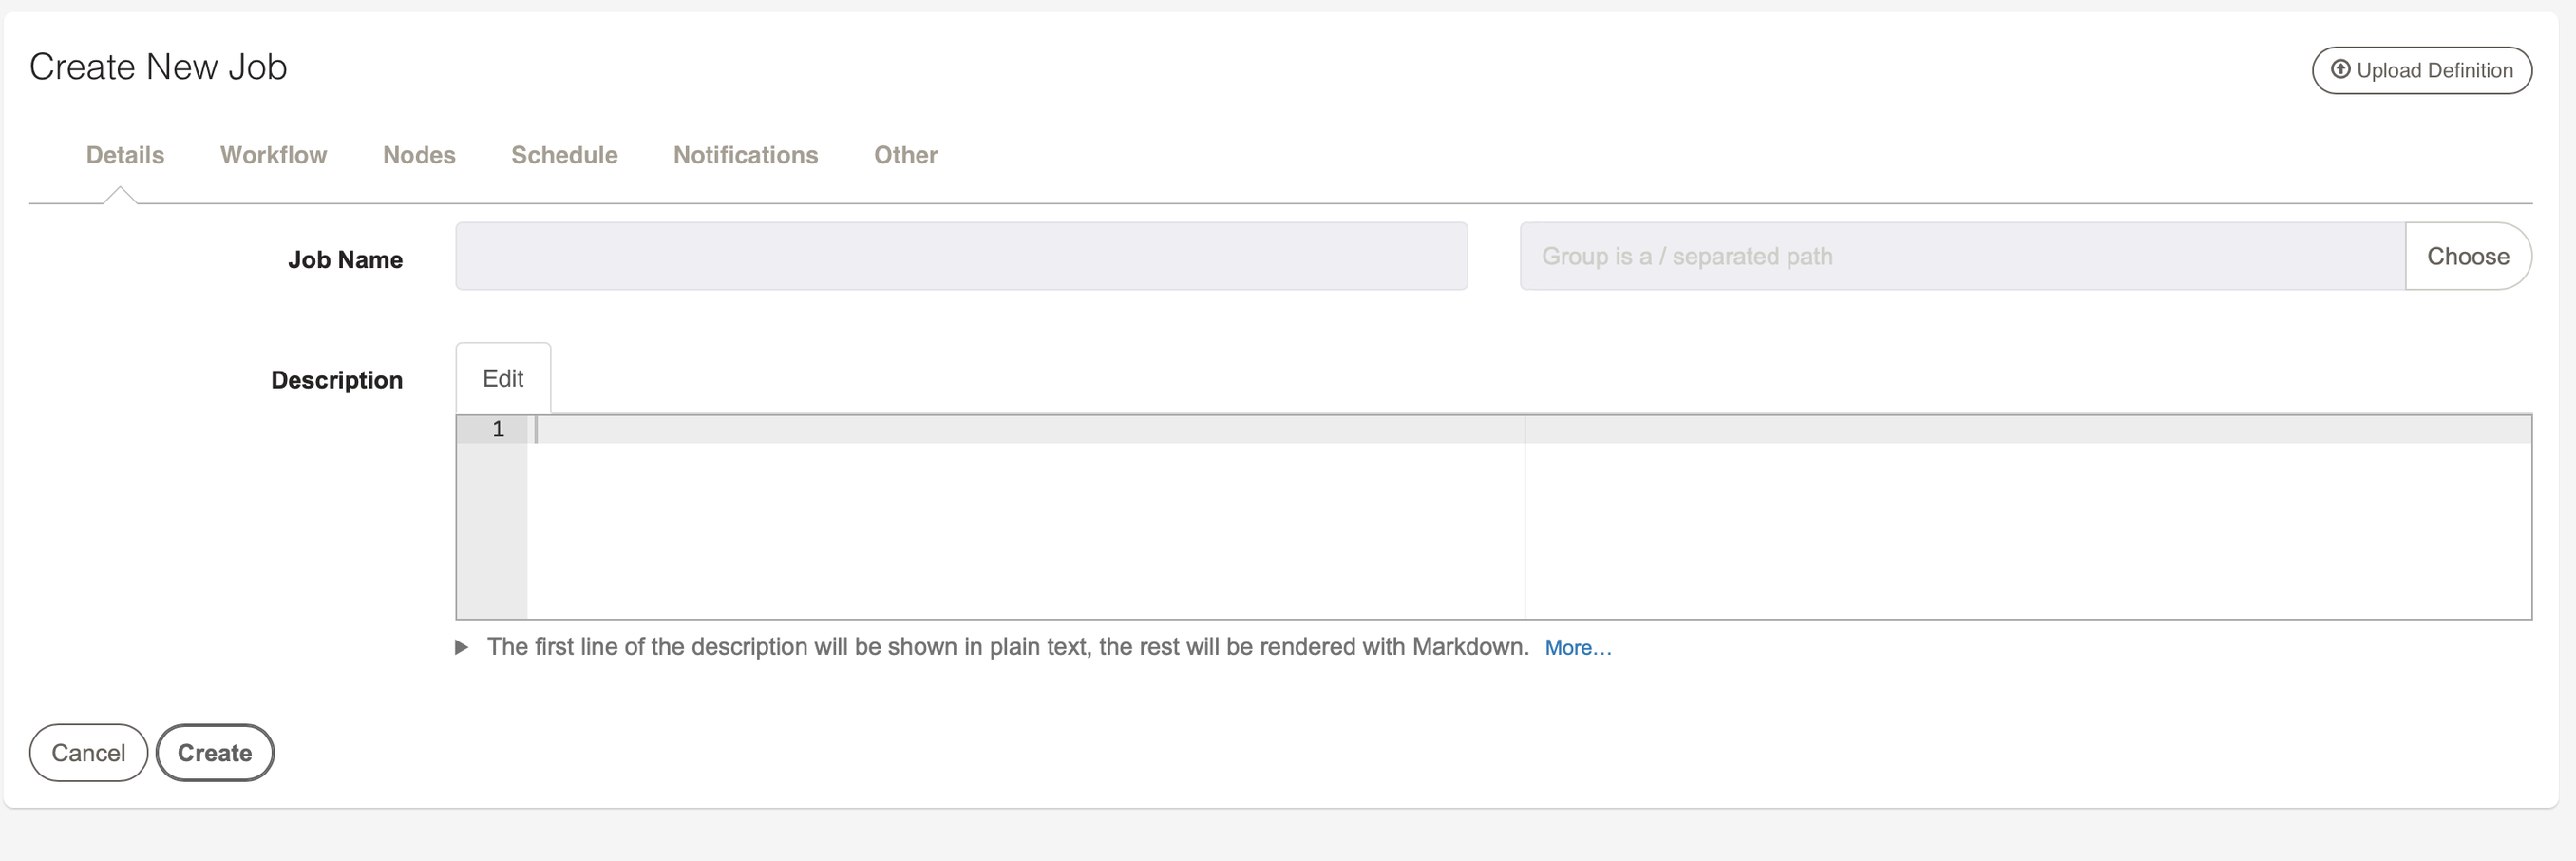 Create New Job
Upload Definition
Details Workflow Nodes Schedule Notifications Other
Job Name
Group is a / separated path
Choose
Description
Edit
1
The first line of the description will be shown in plain text, the rest will be rendered with Markdown. More...
Cancel
Create